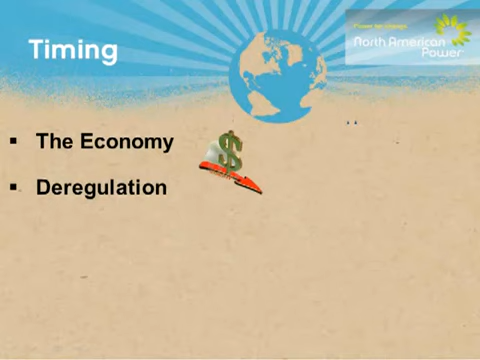 Timing
North American
Power
▪ The Economy
▪ Deregulation